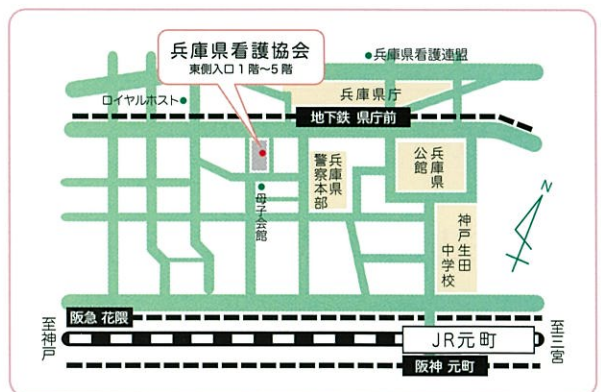 兵庫県看護協会
東側入口1階〜5階
兵庫県看護連盟
ロイヤルホスト
兵庫県庁
地下鉄 県庁前
兵庫県
警察本部
兵庫県
公館
母子会館
神戸生田
中学校
N
阪急 花隈
至神戸
至三宮
JR元町
阪神 元町